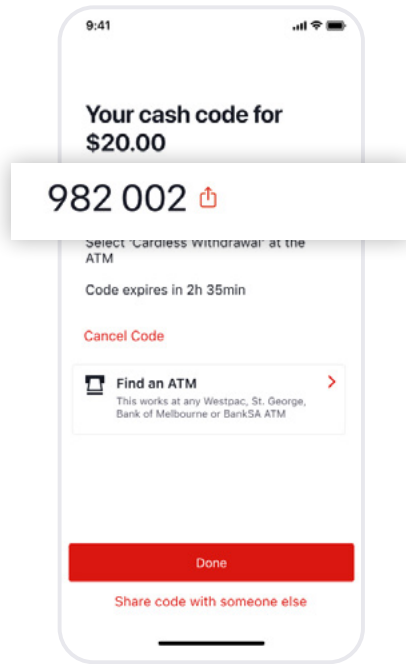 9:41
Your cash code for
$20.00
982 002
Select 'Cardless Withdrawal' at the
ATM
Code expires in 2h 35min
Cancel Code
Find an ATM
This works at any Westpac, St. George,
Bank of Melbourne or BankSA ATM
Done
Share code with someone else